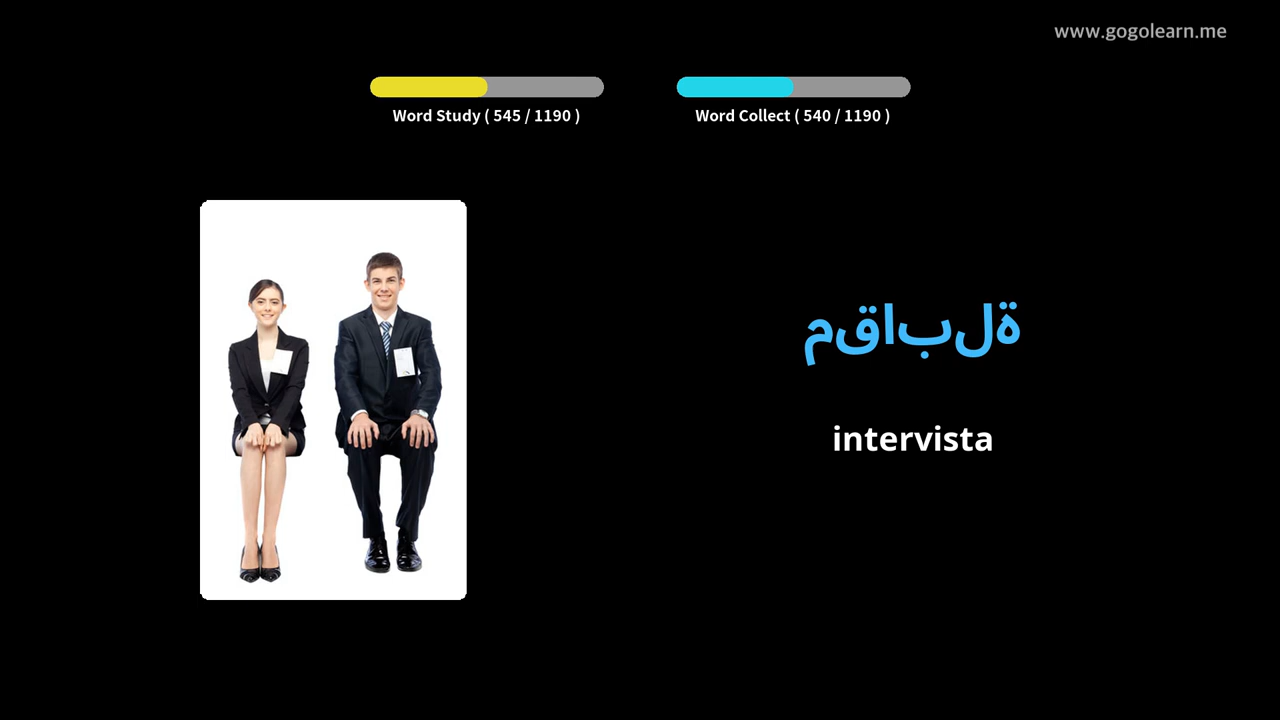 www.gogolearn.me
Word Study ( 545 / 1190 )
Word Collect ( 540 / 1190 )
مقابلة
intervista